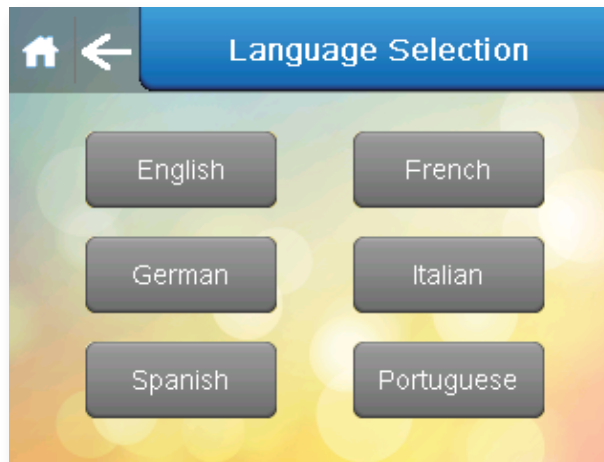 Language Selection
English
French
German
Italian
Spanish
Portuguese